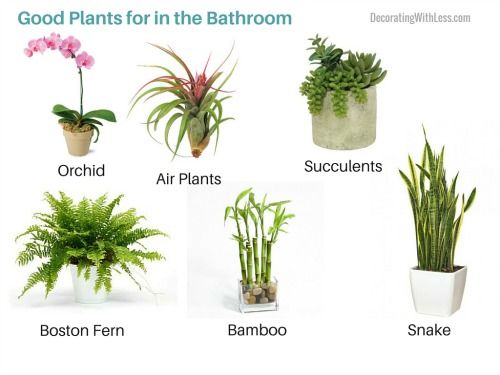 Good Plants for in the Bathroom
DecoratingWithLess.com
Orchid
Air Plants
Succulents
Boston Fern
Bamboo
Snake